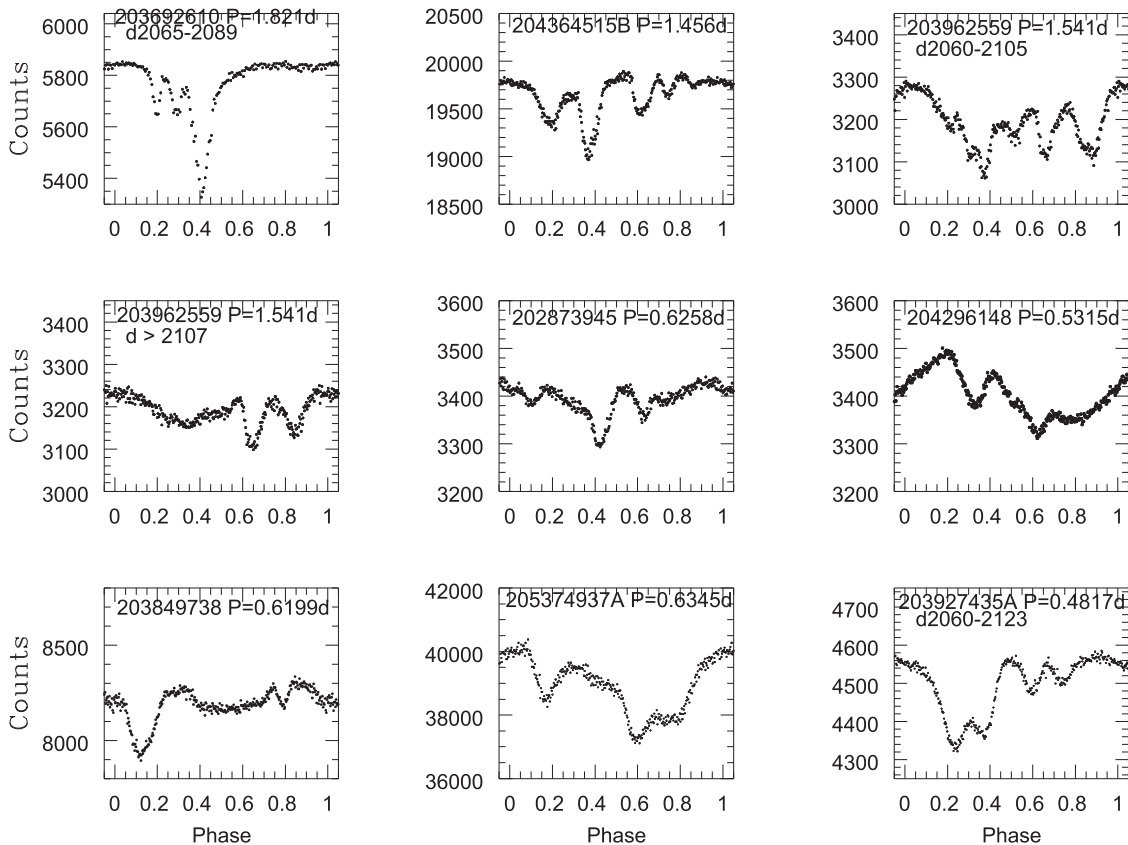 203692610 P=1.821d
d2065-2089
6000
5800
5600
5400
Counts
0 0.2 0.4 0.6 0.8 1
204364515B P=1.456d
20500
20000
19500
19000
18500
0 0.2 0.4 0.6 0.8 1
203962559 P=1.541d
d2060-2105
3400
3300
3200
3100
3000
0 0.2 0.4 0.6 0.8 1
203962559 P=1.541d
d > 2107
3400
3300
3200
3100
3000
Counts
0 0.2 0.4 0.6 0.8 1
202873945 P=0.6258d
3600
3500
3400
3300
3200
0 0.2 0.4 0.6 0.8 1
204296148 P=0.5315d
3600
3500
3400
3300
3200
0 0.2 0.4 0.6 0.8 1
203849738 P=0.6199d
8500
8000
Counts
0 0.2 0.4 0.6 0.8 1
Phase
205374937A P=0.6345d
42000
40000
38000
36000
0 0.2 0.4 0.6 0.8 1
Phase
203927435A P=0.4817d
d2060-2123
4700
4600
4500
4400
4300
0 0.2 0.4 0.6 0.8 1
Phase